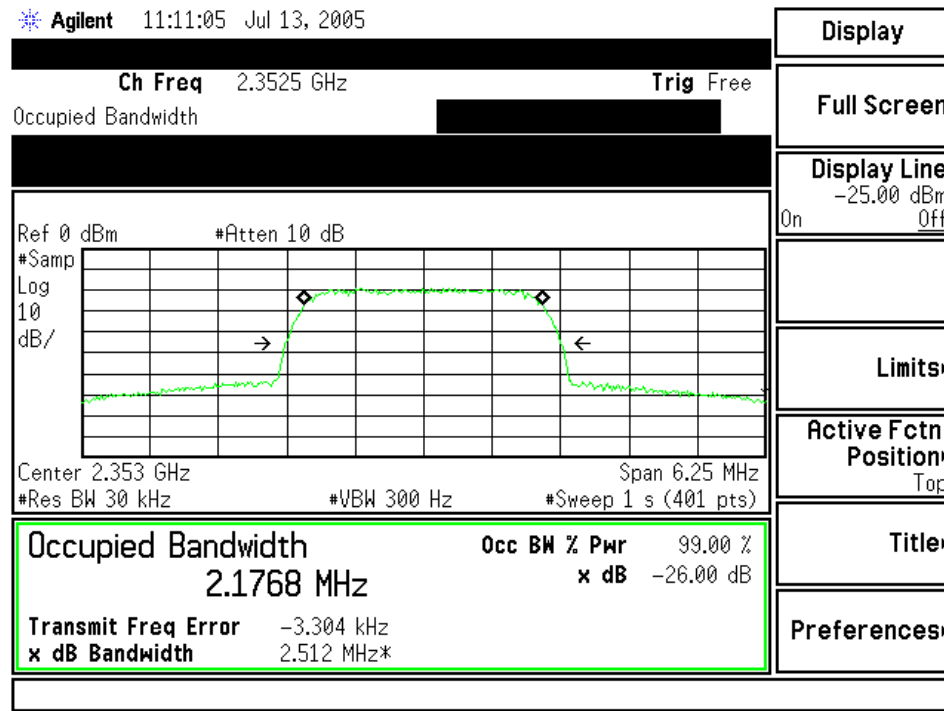 Agilent 11:11:05 Jul 13, 2005
Display
Ch Freq 2.3525 GHz Trig Free
Occupied Bandwidth
Full Screen
Display Line
-25.00 dBm
On Off
Ref 0 dBm #Atten 10 dB
#Samp
Log
10
dB/
Limits
Active Fctn
Position
Top
Center 2.353 GHz Span 6.25 MHz
#Res BW 30 kHz #VBW 300 Hz #Sweep 1 s (401 pts)
Title
Occupied Bandwidth Occ BW % Pwr 99.00 %
2.1768 MHz x dB -26.00 dB
Transmit Freq Error -3.304 kHz
x dB Bandwidth 2.512 MHz*
Preferences